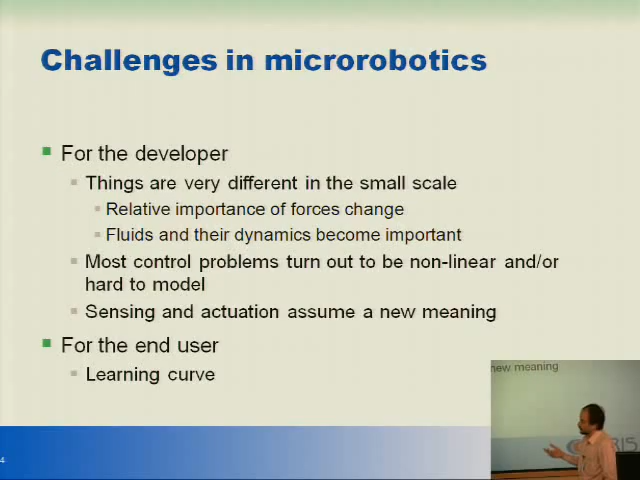 Challenges in microrobotics
For the developer
Things are very different in the small scale
Relative importance of forces change
Fluids and their dynamics become important
Most control problems turn out to be non-linear and/or
hard to model
Sensing and actuation assume a new meaning
For the end user
Learning curve
new meaning
RIS
4